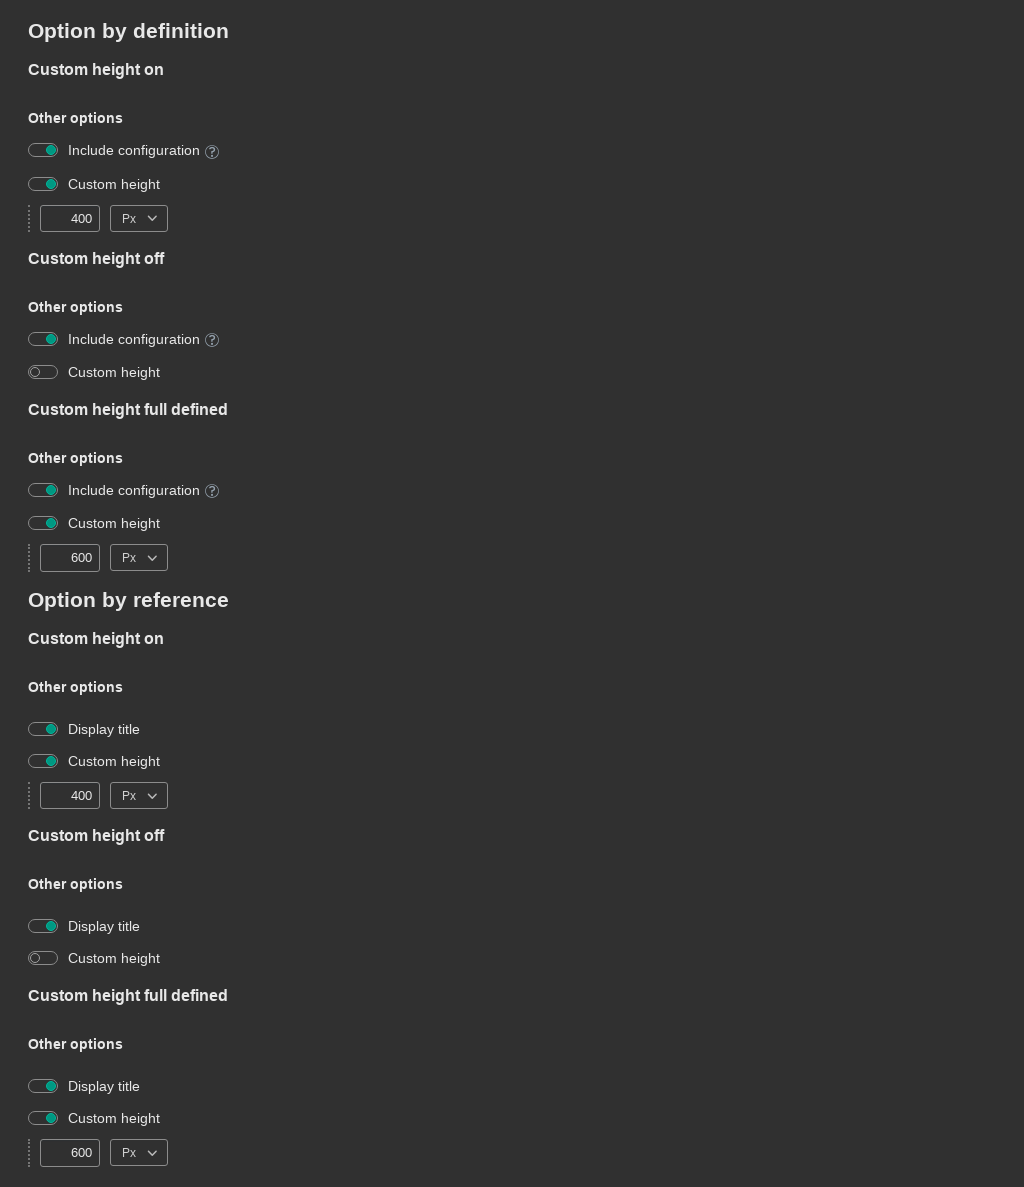 Option by definition
Custom height on
Other options
Include configuration
Custom height
400 Px
Custom height off
Other options
Include configuration
Custom height
Custom height full defined
Other options
Include configuration
Custom height
600 Px
Option by reference
Custom height on
Other options
Display title
Custom height
400 Px
Custom height off
Other options
Display title
Custom height
Custom height full defined
Other options
Display title
Custom height
600 Px